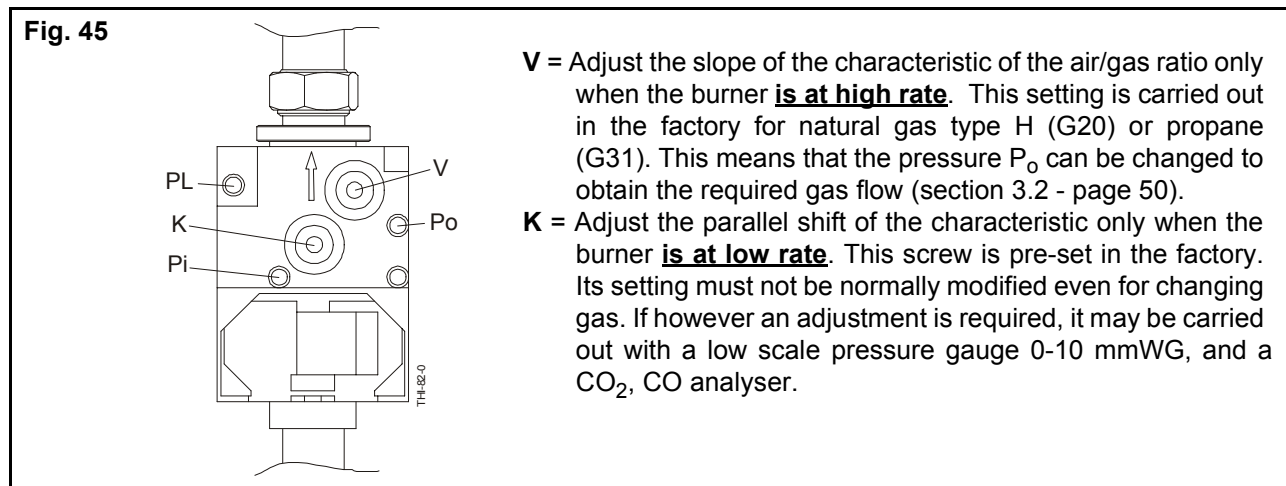 Fig. 45
PL
K
Pi
V
Po
THI-82-0
V = Adjust the slope of the characteristic of the air/gas ratio only
when the burner is at high rate. This setting is carried out
in the factory for natural gas type H (G20) or propane
(G31). This means that the pressure Po can be changed to
obtain the required gas flow (section 3.2 - page 50).
K = Adjust the parallel shift of the characteristic only when the
burner is at low rate. This screw is pre-set in the factory.
Its setting must not be normally modified even for changing
gas. If however an adjustment is required, it may be carried
out with a low scale pressure gauge 0-10 mmWG, and a
CO2, CO analyser.